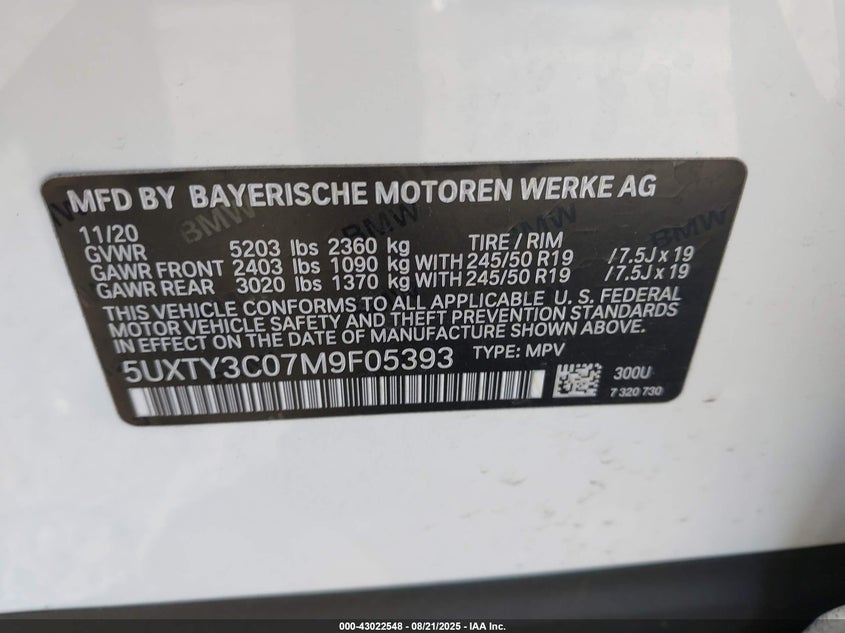 MFD BY BAYERISCHE MOTOREN WERKE AG
11/20
GVWR 5203 lbs 2360 kg TIRE / RIM
GAWR FRONT 2403 lbs 1090 kg WITH 245/50 R19 / 7.5J x 19
GAWR REAR 3020 lbs 1370 kg WITH 245/50 R19 / 7.5J x 19
THIS VEHICLE CONFORMS TO ALL APPLICABLE U. S. FEDERAL
MOTOR VEHICLE SAFETY AND THEFT PREVENTION STANDARDS
IN EFFECT ON THE DATE OF MANUFACTURE SHOWN ABOVE.
5UXTY3C07M9F05393 TYPE: MPV
300U
7 320 730
000-43022548 - 08/21/2025 - IAA Inc.